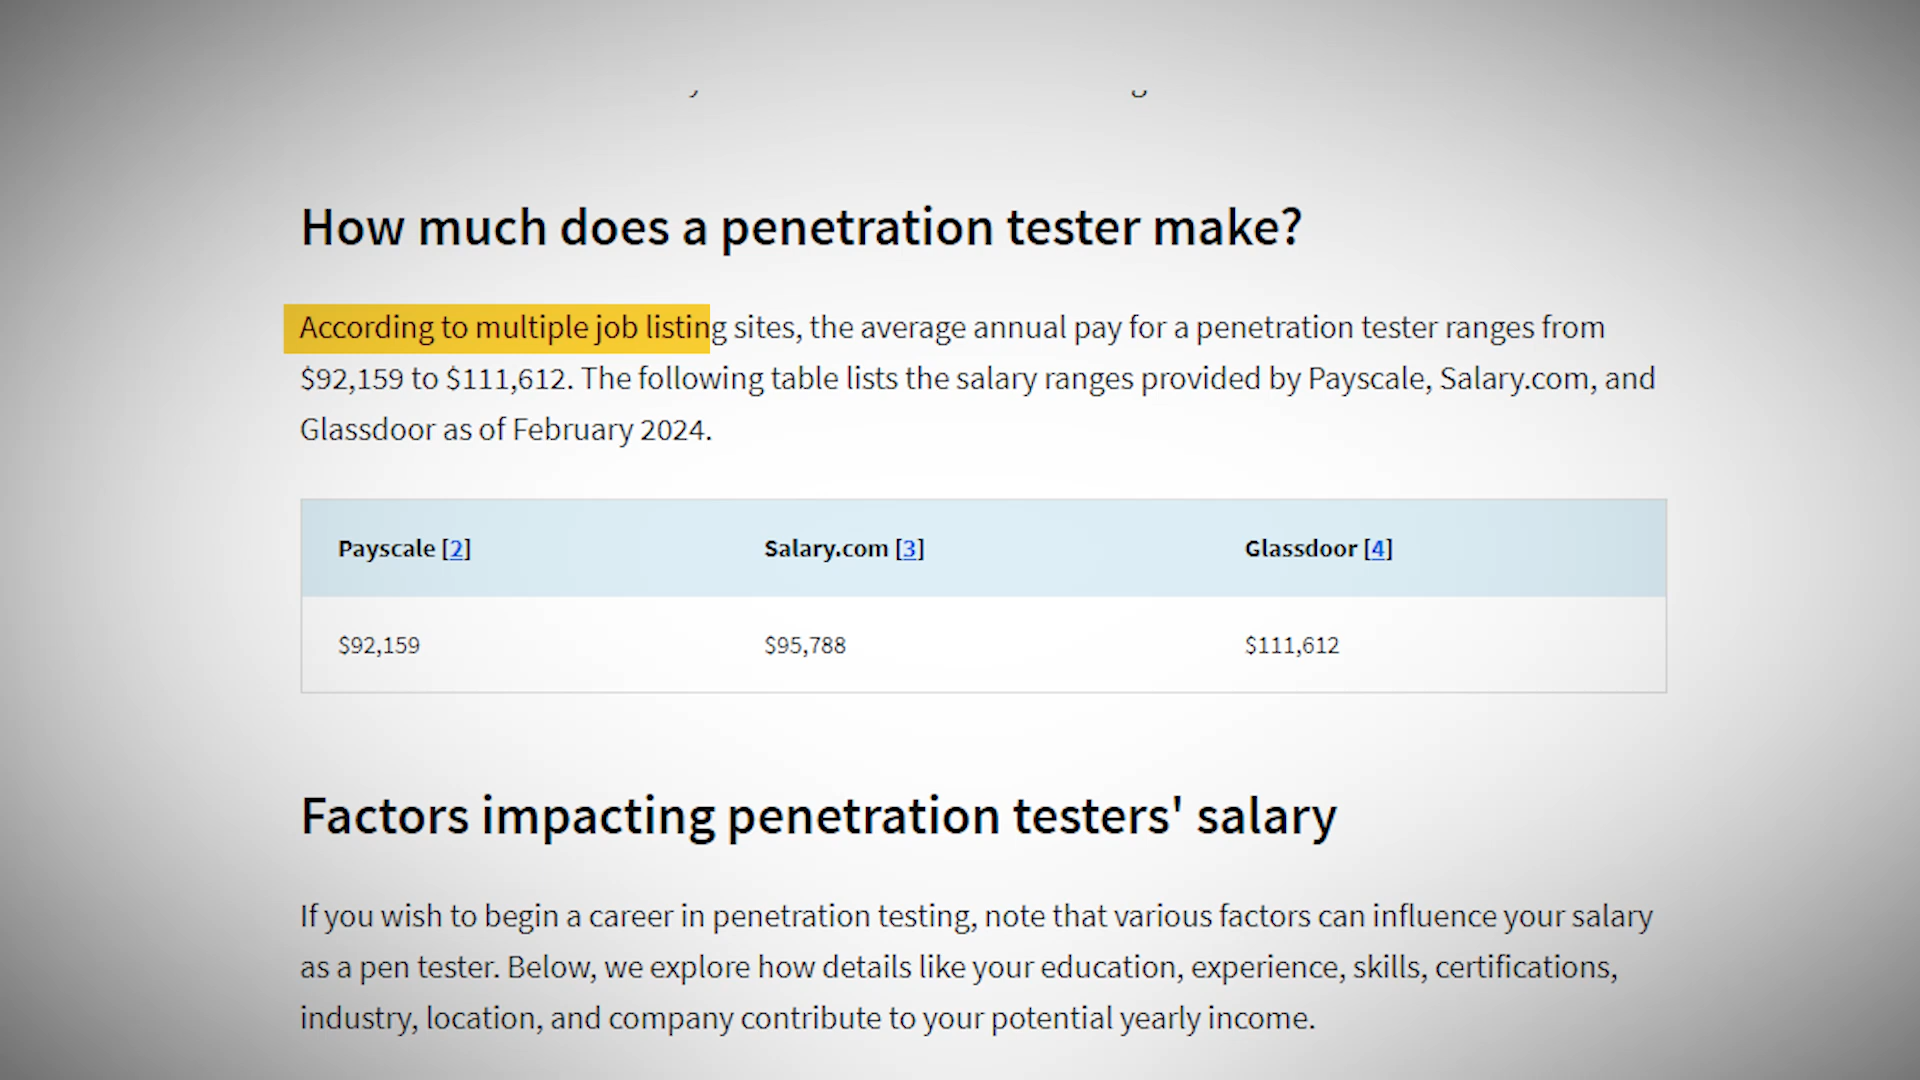 How much does a penetration tester make?
According to multiple job listing sites, the average annual pay for a penetration tester ranges from
$92,159 to $111,612. The following table lists the salary ranges provided by Payscale, Salary.com, and
Glassdoor as of February 2024.
Payscale [2] Salary.com [3] Glassdoor [4]
$92,159 $95,788 $111,612
Factors impacting penetration testers' salary
If you wish to begin a career in penetration testing, note that various factors can influence your salary
as a pen tester. Below, we explore how details like your education, experience, skills, certifications,
industry, location, and company contribute to your potential yearly income.